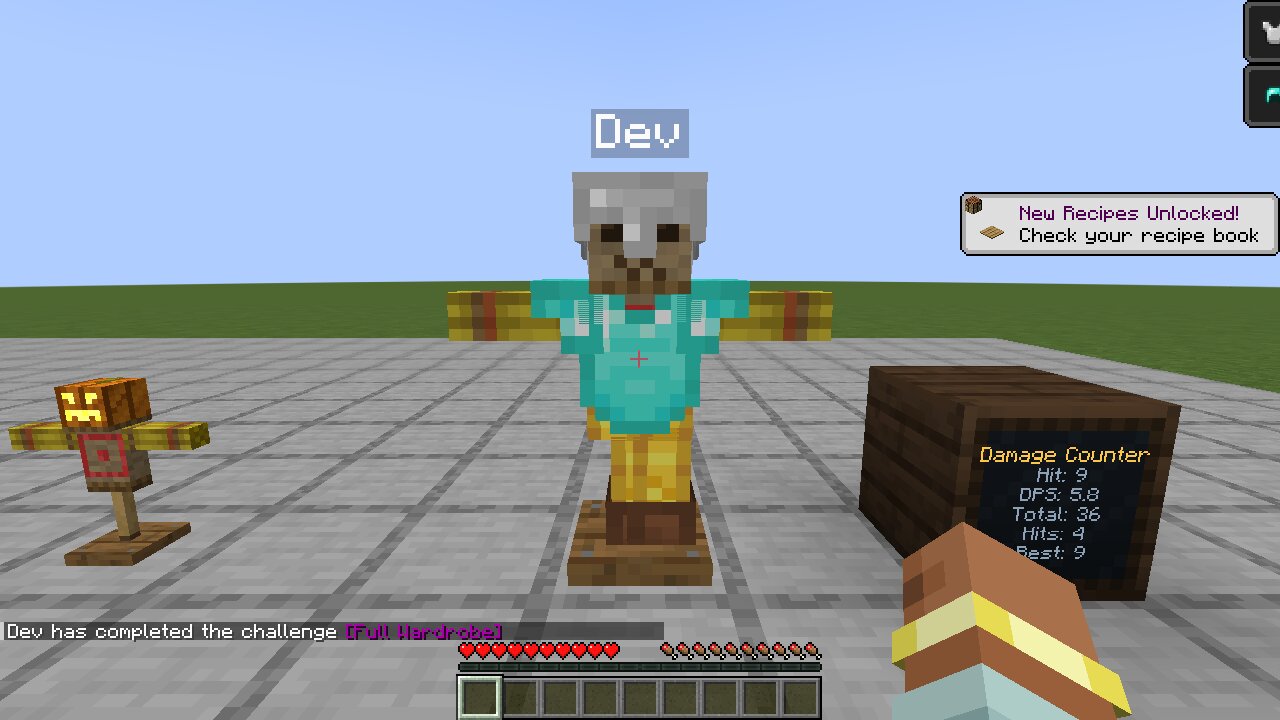 Dev
New Recipes Unlocked!
Check your recipe book
Damage Counter
Hit: 9
DPS: 5.8
Total: 36
Hits: 4
Best: 9
Dev has completed the challenge [Full Wardrobe]